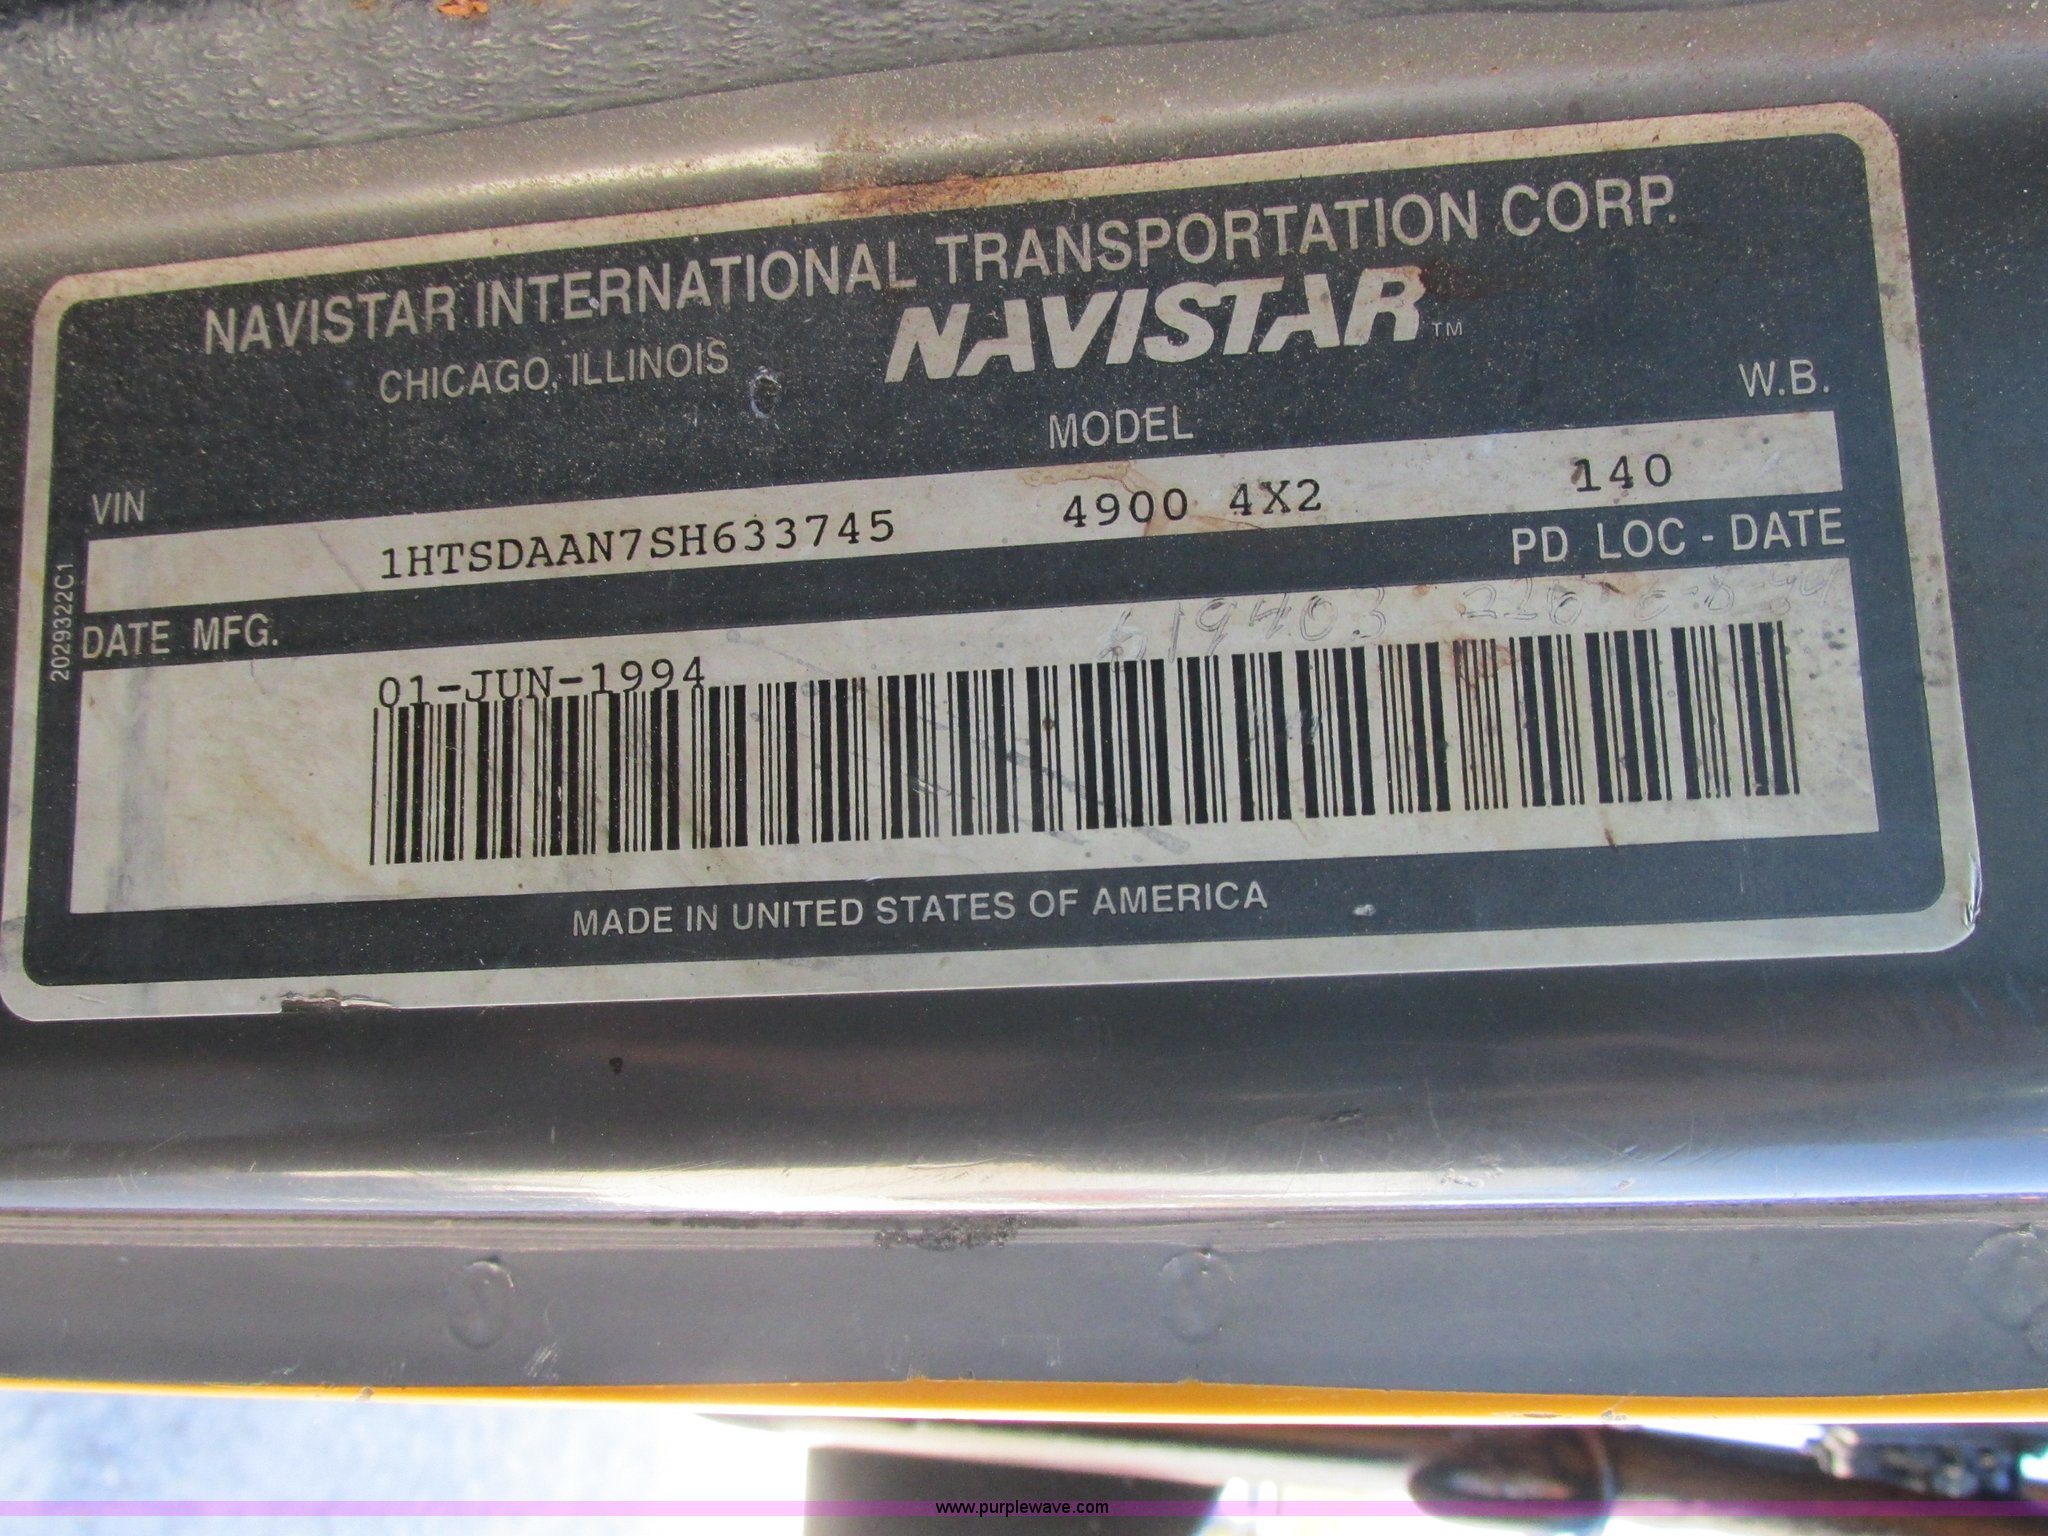 NAVISTAR INTERNATIONAL TRANSPORTATION CORP.
CHICAGO, ILLINOIS
NAVISTAR™
VIN
MODEL
W.B.
1HTSDAAN7SH633745 4900 4X2 140
DATE MFG.
PD LOC - DATE
01-JUN-1994
2029322C1
MADE IN UNITED STATES OF AMERICA
www.purplewave.com